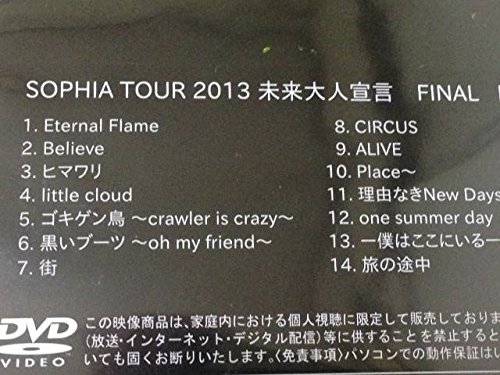 SOPHIA TOUR 2013 未来大人宣言 FINAL
1. Eternal Flame
2. Believe
3. ヒマワリ
4. little cloud
5. ゴキゲン鳥 〜crawler is crazy〜
6. 黒いブーツ 〜oh my friend〜
7. 街
8. CIRCUS
9. ALIVE
10. Place〜
11. 理由なきNew Days
12. one summer day
13. 一僕はここにいる一
14. 旅の途中
DVD
VIDEO
この映像商品は、家庭内における個人視聴に限定して販売しておりま
(放送・インターネット・デジタル配信)等に供することを禁止すると
いても固くお断りいたします。〈免責事項〉パソコンでの動作保証はし